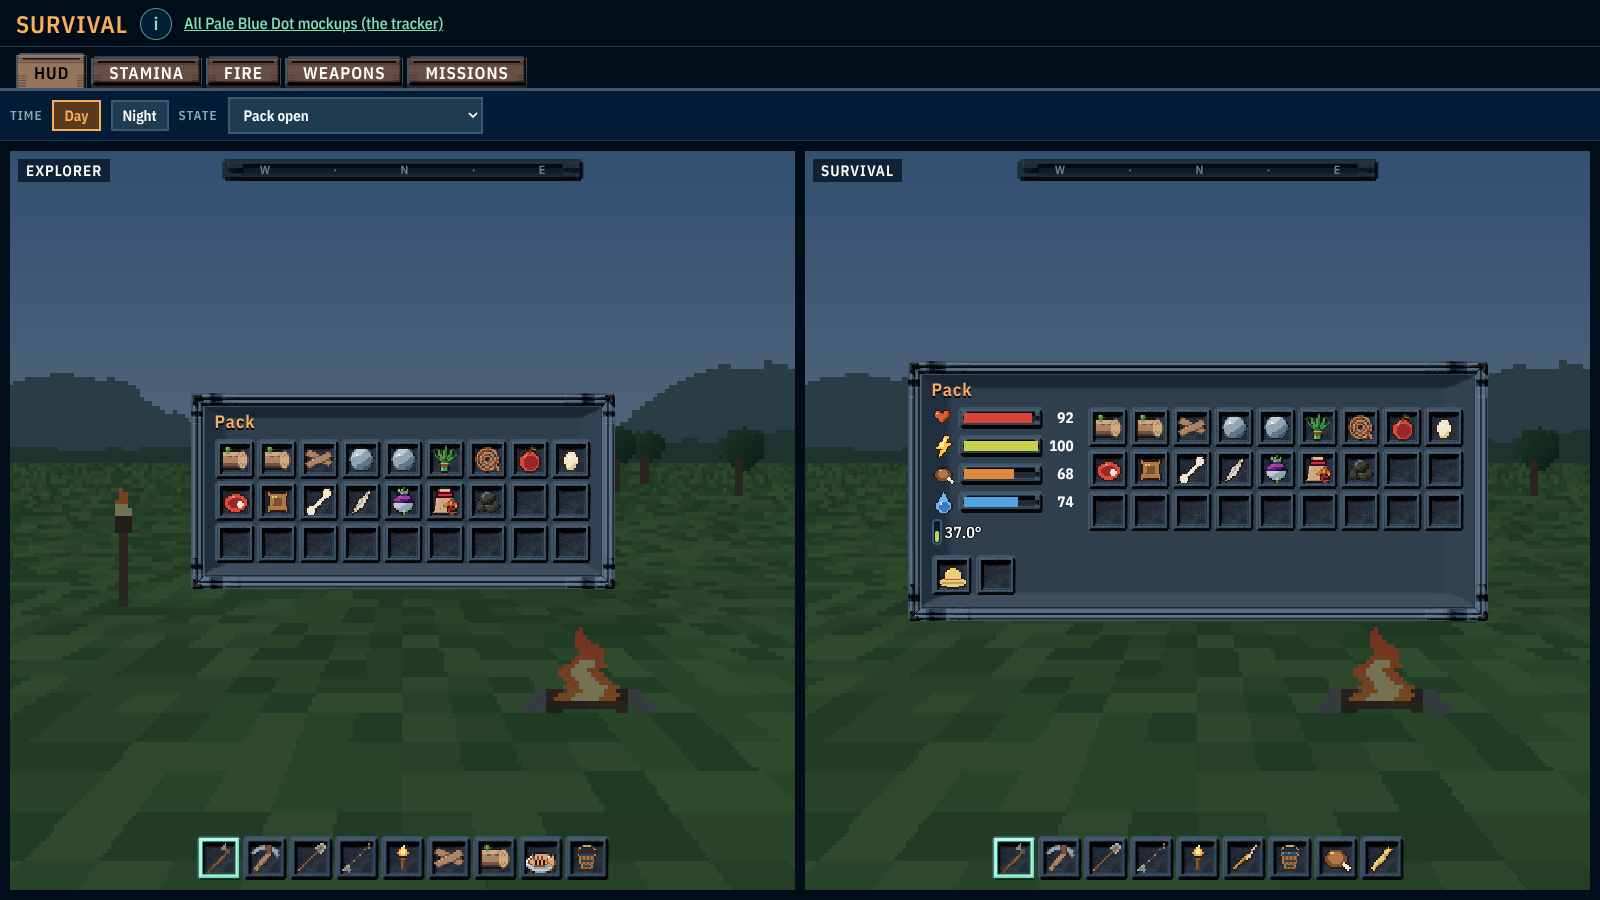 SURVIVAL i All Pale Blue Dot mockups (the tracker)
HUD STAMINA FIRE WEAPONS MISSIONS
TIME Day Night STATE Pack open
EXPLORER
W · N · E
Pack
SURVIVAL
W · N · E
Pack
92
100
68
74
37.0°